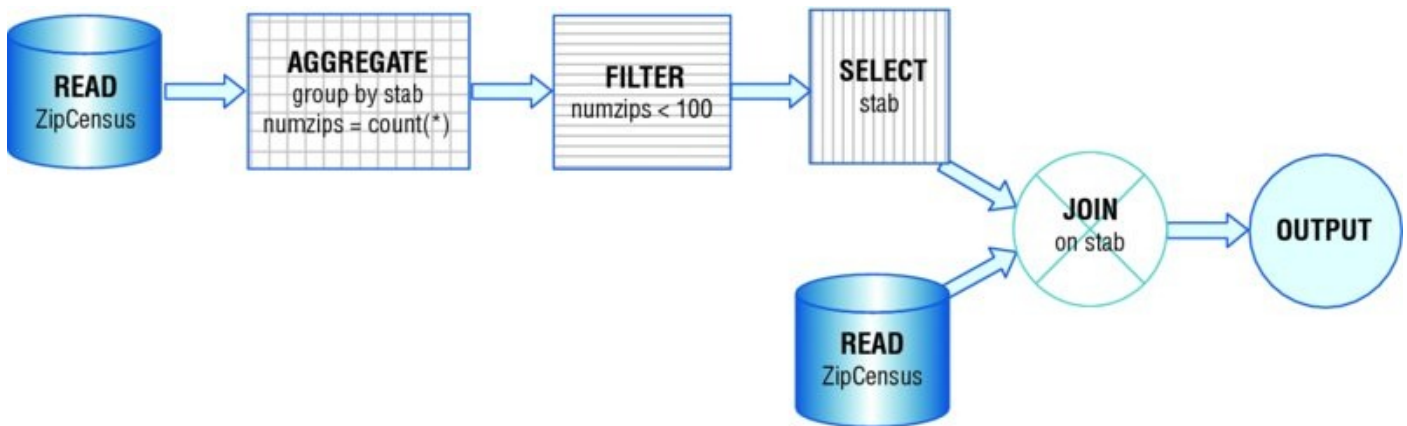 READ
ZipCensus
AGGREGATE
group by stab
numzips = count(*)
FILTER
numzips < 100
SELECT
stab
JOIN
on stab
OUTPUT
READ
ZipCensus